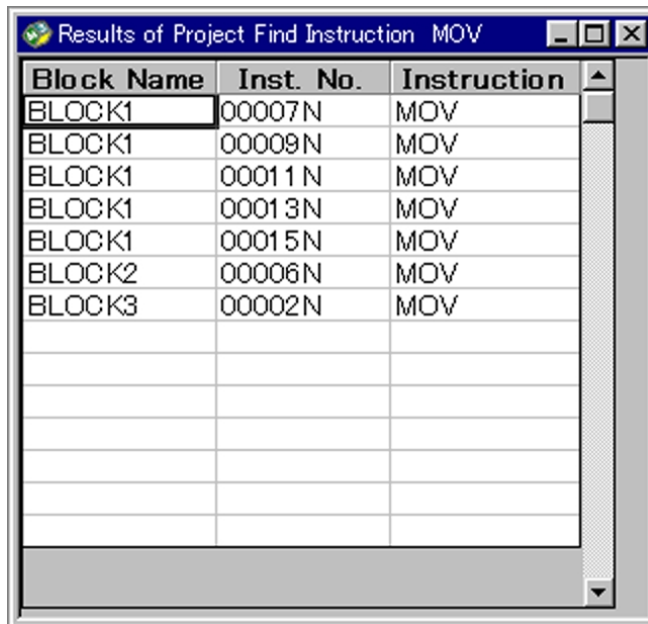 Results of Project Find Instruction MOV
Block Name Inst. No. Instruction
BLOCK1 00007N MOV
BLOCK1 00009N MOV
BLOCK1 00011N MOV
BLOCK1 00013N MOV
BLOCK1 00015N MOV
BLOCK2 00006N MOV
BLOCK3 00002N MOV